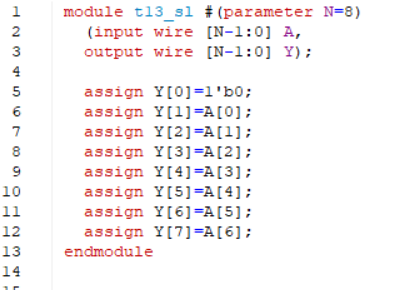 1 module tl3_sl #(parameter N=8)
2 (input wire [N-1:0] A,
3 output wire [N-1:0] Y);
4
5 assign Y[0]=1'b0;
6 assign Y[1]=A[0];
7 assign Y[2]=A[1];
8 assign Y[3]=A[2];
9 assign Y[4]=A[3];
10 assign Y[5]=A[4];
11 assign Y[6]=A[5];
12 assign Y[7]=A[6];
13 endmodule
14